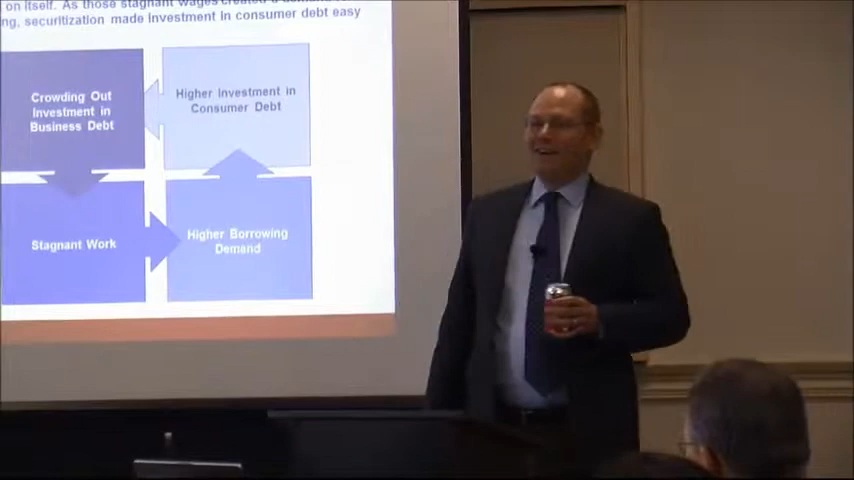 on itself. As those stagnant wages created a
ng, securitization made investment in consumer debt easy
Crowding Out
Investment in
Business Debt
Higher Investment in
Consumer Debt
Stagnant Work
Higher Borrowing
Demand